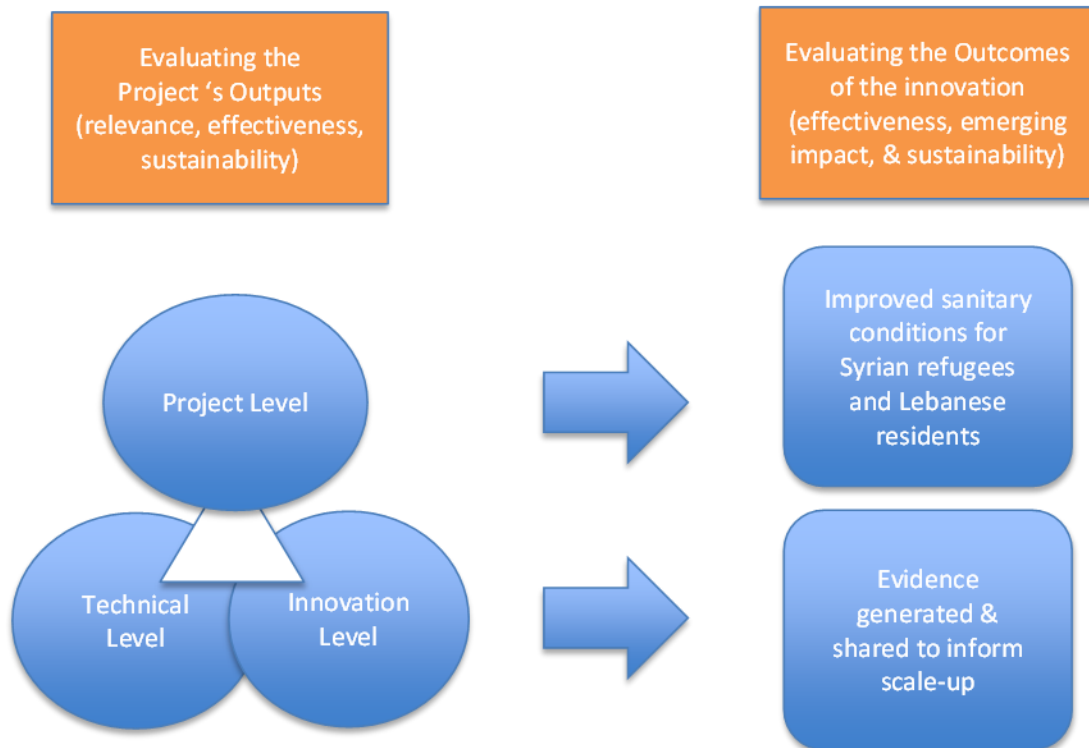 Evaluating the
Project ‘s Outputs
(relevance, effectiveness,
sustainability)
Evaluating the Outcomes
of the innovation
(effectiveness, emerging
impact, & sustainability)
Project Level
Improved sanitary
conditions for
Syrian refugees
and Lebanese
residents
Technical
Level
Innovation
Level
Evidence
generated &
shared to inform
scale-up